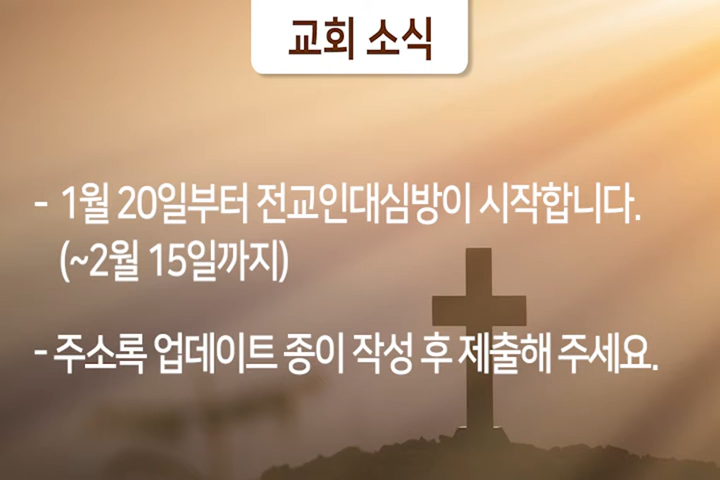 교회 소식
- 1월 20일부터 전교인대심방이 시작합니다.
(~2월 15일까지)
- 주소록 업데이트 종이 작성 후 제출해 주세요.